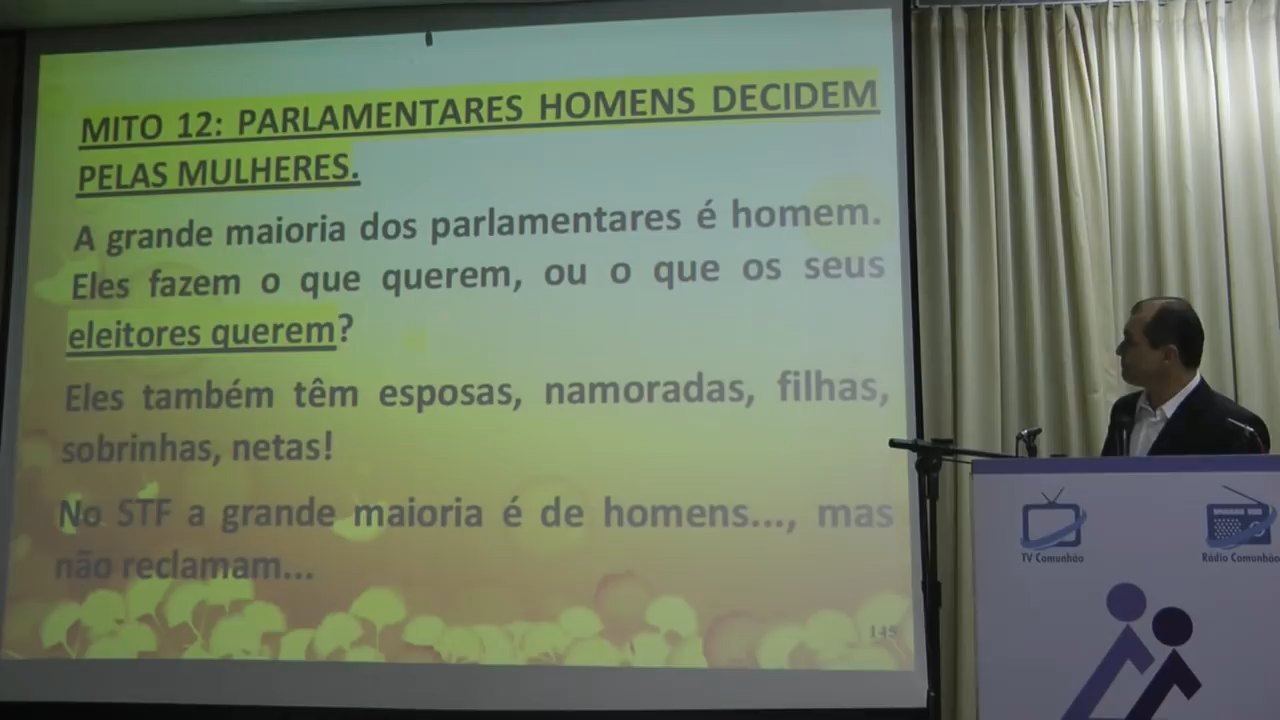 MITO 12: PARLAMENTARES HOMENS DECIDEM
PELAS MULHERES.
A grande maioria dos parlamentares é homem.
Eles fazem o que querem, ou o que os seus
eleitores querem?
Eles também têm esposas, namoradas, filhas,
sobrinhas, netas!
No STF a grande maioria é de homens..., mas
não reclamam...
145
TV Comunhão
Rádio Comunhão